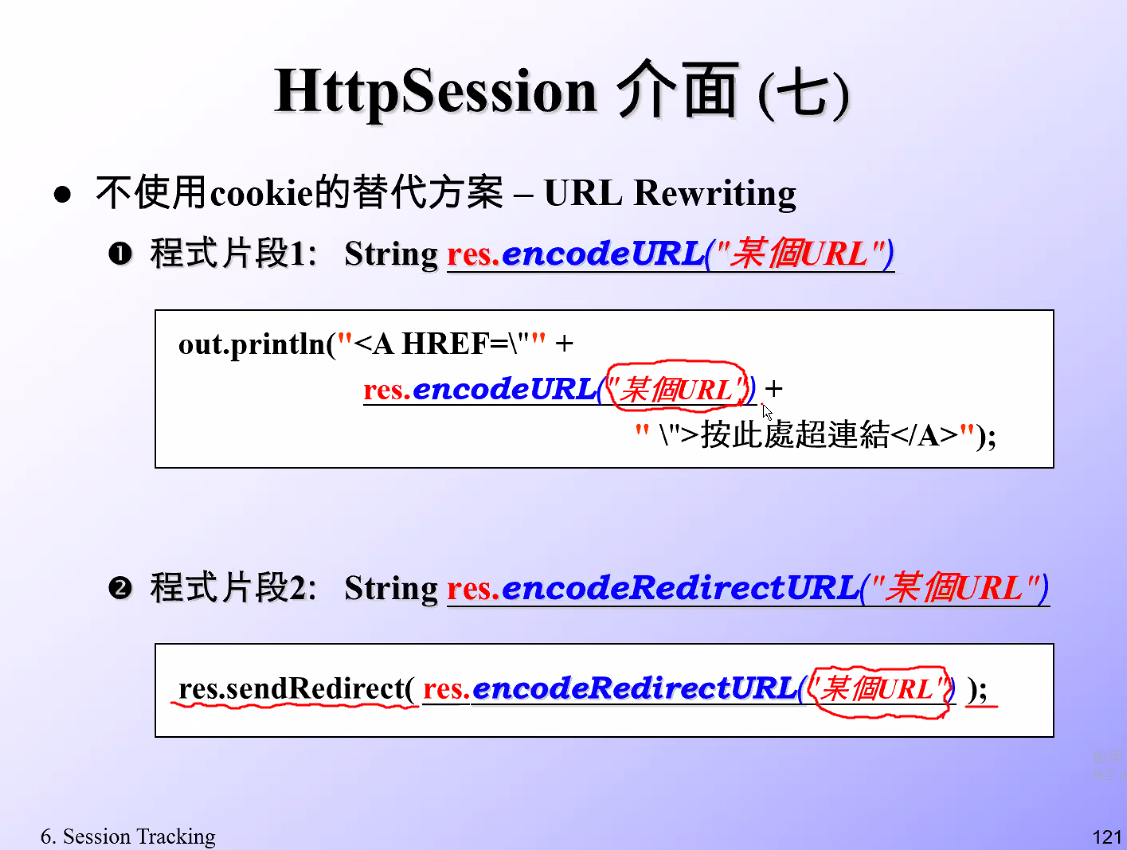 HttpSession 介面 (七)
● 不使用cookie的替代方案 – URL Rewriting
❶ 程式片段1: String res.encodeURL("某個URL")
out.println("<A HREF=\"" +
res.encodeURL("某個URL") +
" \">按此處超連結</A>");
❷ 程式片段2: String res.encodeRedirectURL("某個URL")
res.sendRedirect( res.encodeRedirectURL("某個URL") );
6. Session Tracking
121